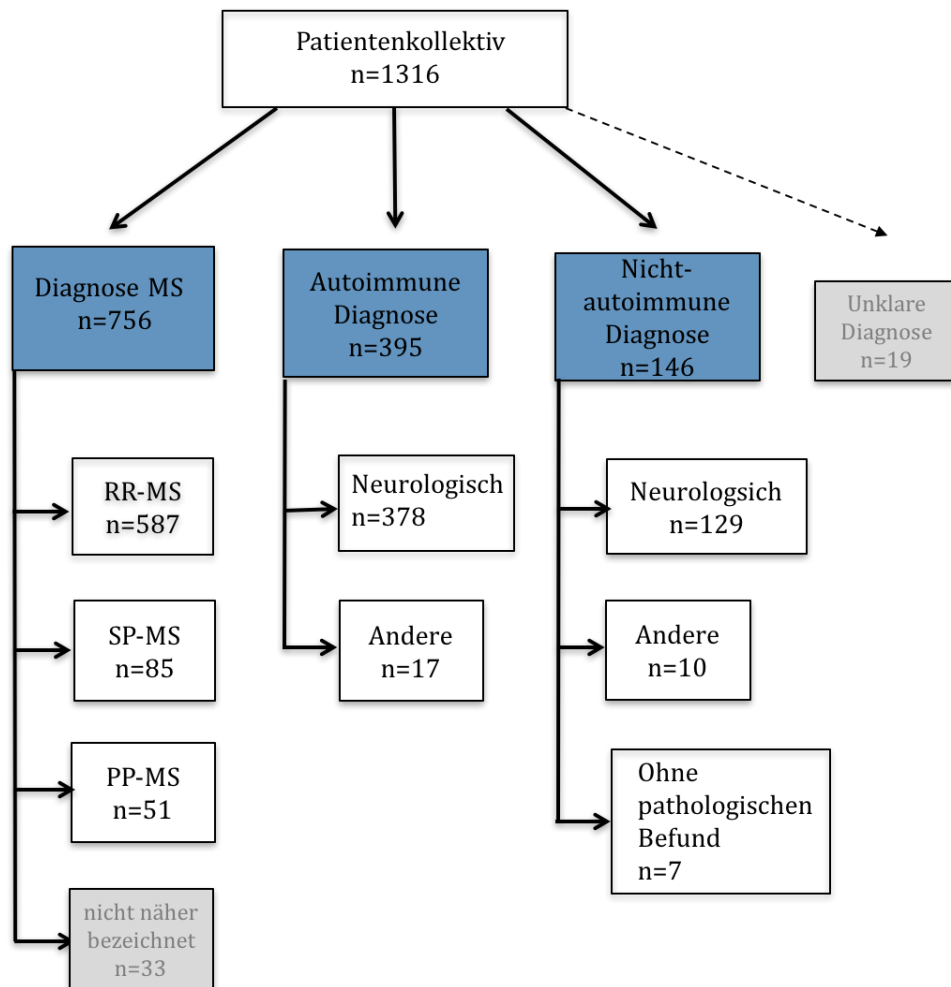 Patientenkollektiv
n=1316
Diagnose MS
n=756
Autoimmune
Diagnose
n=395
Nicht-
autoimmune
Diagnose
n=146
Unklare
Diagnose
n=19
RR-MS
n=587
SP-MS
n=85
PP-MS
n=51
nicht näher
bezeichnet
n=33
Neurologisch
n=378
Andere
n=17
Neurologsich
n=129
Andere
n=10
Ohne
pathologischen
Befund
n=7